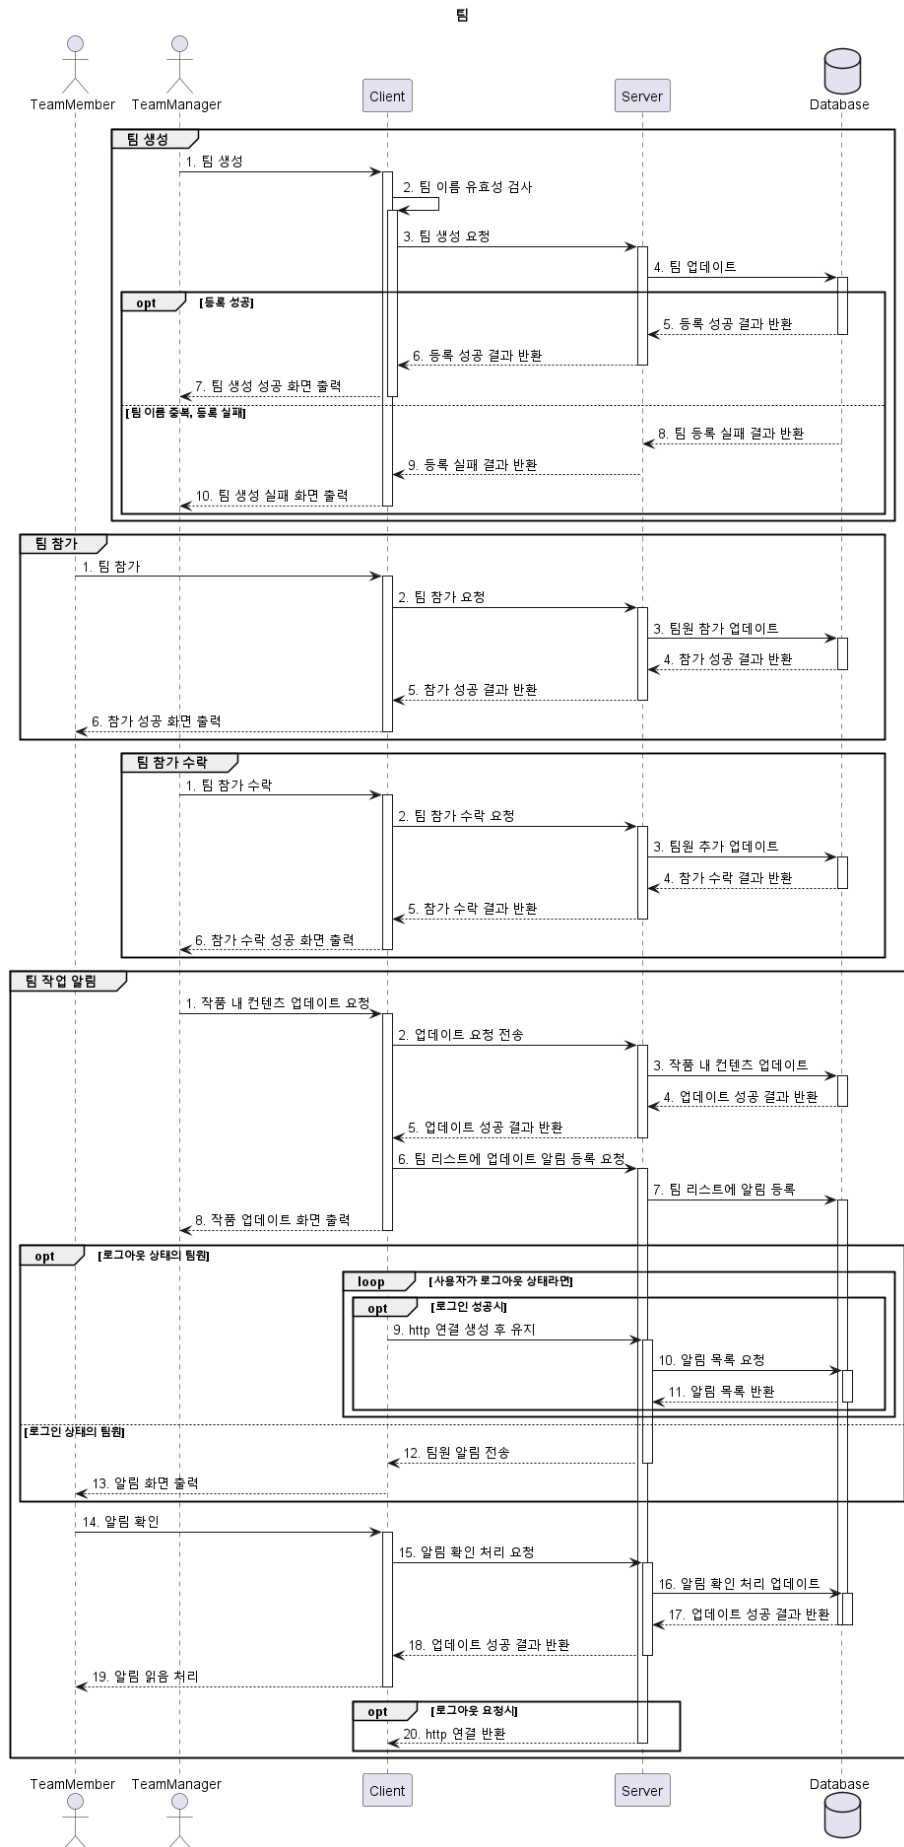 팀
TeamMember
TeamManager
Client
Server
Database
팀 생성
1. 팀 생성
2. 팀 이름 유효성 검사
3. 팀 생성 요청
4. 팀 업데이트
opt [등록 성공]
5. 등록 성공 결과 반환
6. 등록 성공 결과 반환
7. 팀 생성 성공 화면 출력
[팀 이름 중복, 등록 실패]
8. 팀 등록 실패 결과 반환
9. 등록 실패 결과 반환
10. 팀 생성 실패 화면 출력
팀 참가
1. 팀 참가
2. 팀 참가 요청
3. 팀원 참가 업데이트
4. 참가 성공 결과 반환
5. 참가 성공 결과 반환
6. 참가 성공 화면 출력
팀 참가 수락
1. 팀 참가 수락
2. 팀 참가 수락 요청
3. 팀원 추가 업데이트
4. 참가 수락 결과 반환
5. 참가 수락 결과 반환
6. 참가 수락 성공 화면 출력
팀 작업 알림
1. 작품 내 컨텐츠 업데이트 요청
2. 업데이트 요청 전송
3. 작품 내 컨텐츠 업데이트
4. 업데이트 성공 결과 반환
5. 업데이트 성공 결과 반환
6. 팀 리스트에 업데이트 알림 등록 요청
7. 팀 리스트에 알림 등록
8. 작품 업데이트 화면 출력
opt [로그아웃 상태의 팀원]
loop [사용자가 로그아웃 상태라면]
opt [로그인 성공시]
9. http 연결 생성 후 유지
10. 알림 목록 요청
11. 알림 목록 반환
[로그인 상태의 팀원]
12. 팀원 알림 전송
13. 알림 화면 출력
14. 알림 확인
15. 알림 확인 처리 요청
16. 알림 확인 처리 업데이트
17. 업데이트 성공 결과 반환
18. 업데이트 성공 결과 반환
19. 알림 읽음 처리
opt [로그아웃 요청시]
20. http 연결 반환
TeamMember
TeamManager
Client
Server
Database